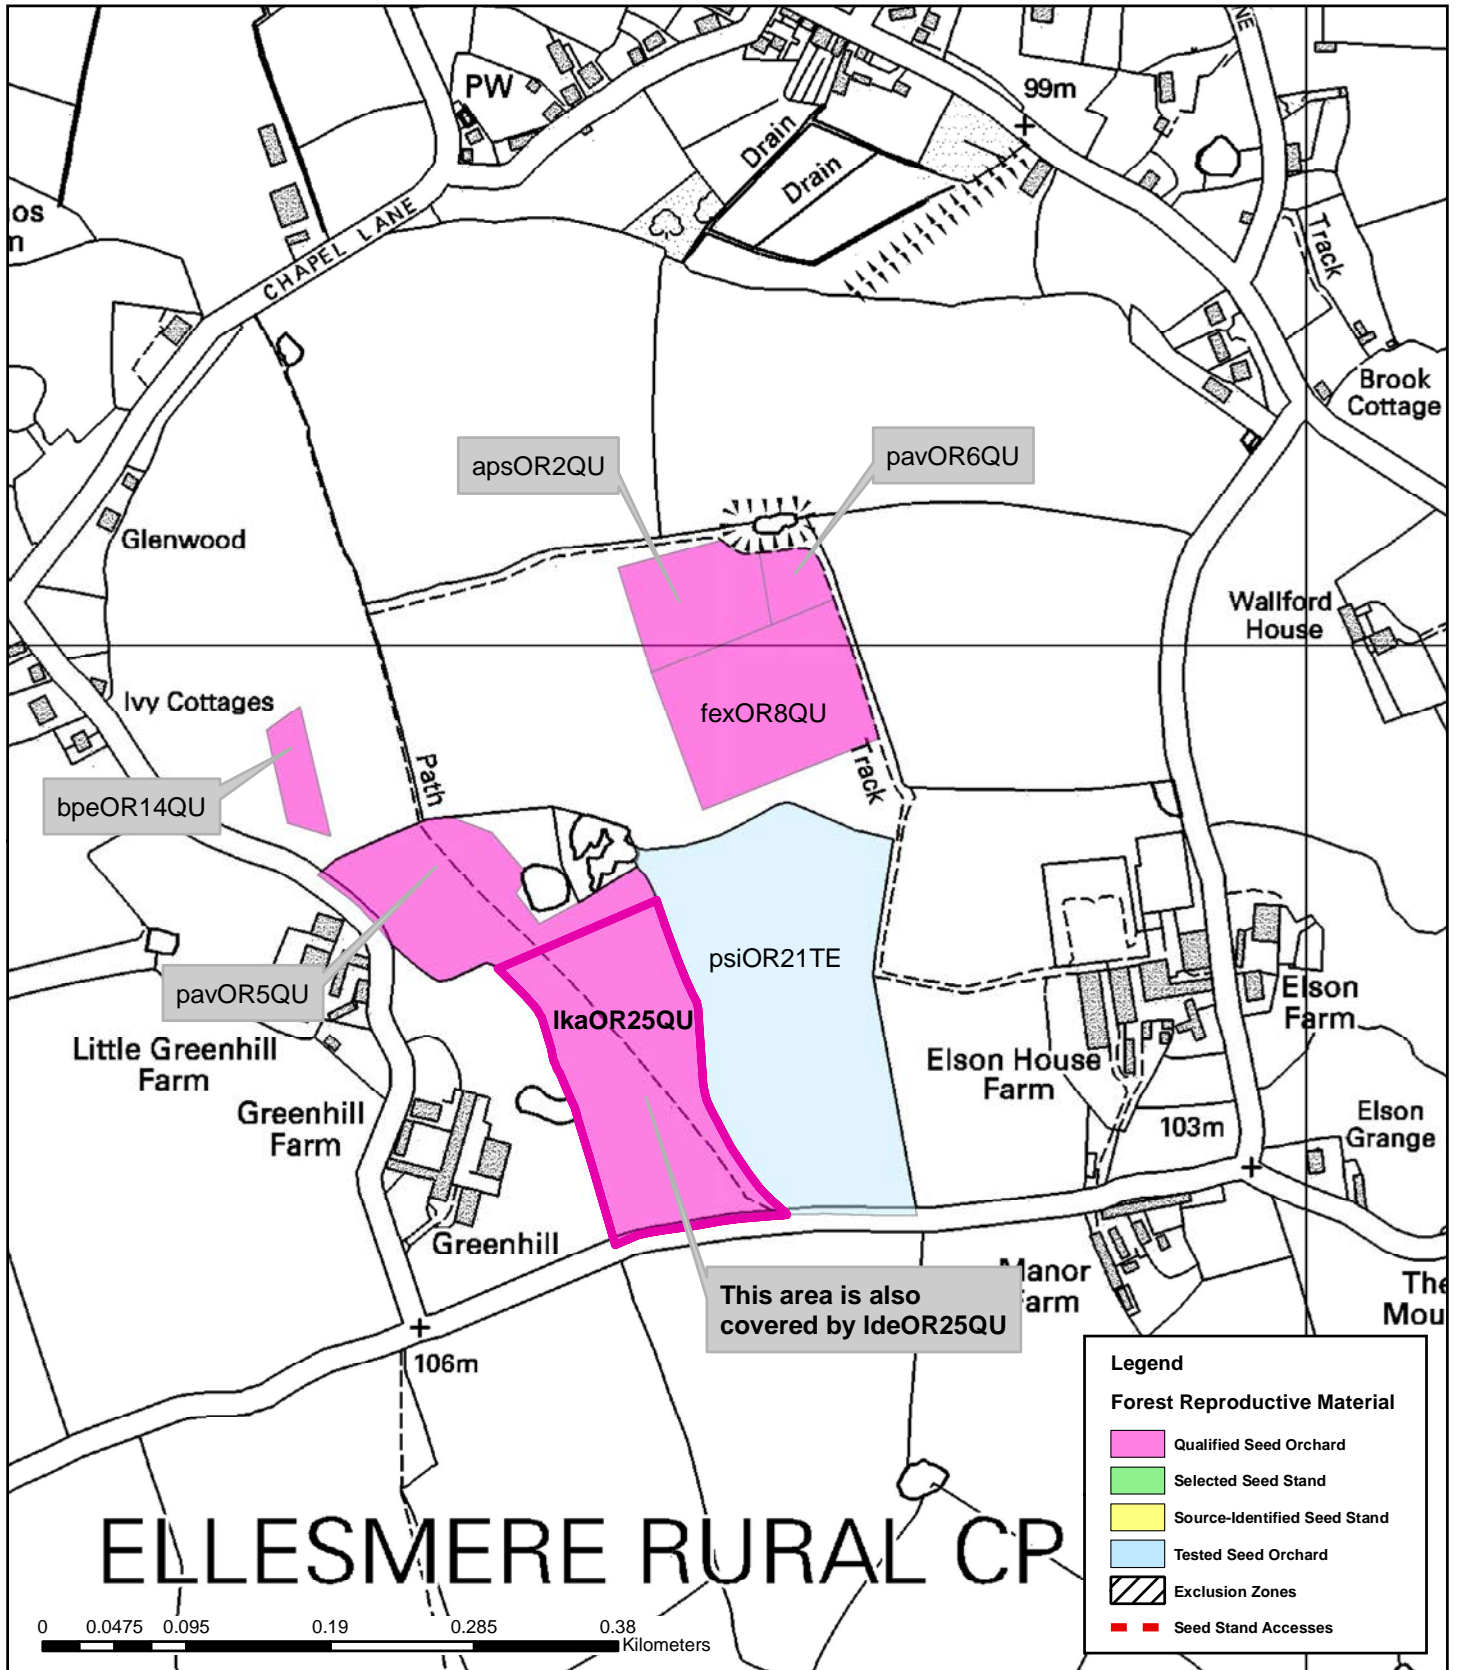 PW
99m
Drain
Drain
NE
os
n
CHAPEL LANE
Track
Brook
Cottage
apsOR2QU
pavOR6QU
Glenwood
Wallford
House
Ivy Cottages
fexOR8QU
Path
Track
bpeOR14QU
psiOR21TE
pavOR5QU
lkaOR25QU
Elson
Farm
Little Greenhill
Farm
Elson House
Farm
Greenhill
Farm
103m
Elson
Grange
Greenhill
Manor
Farm
This area is also
covered by ldeOR25QU
The
Mou
106m
Legend
Forest Reproductive Material
Qualified Seed Orchard
Selected Seed Stand
Source-Identified Seed Stand
Tested Seed Orchard
Exclusion Zones
Seed Stand Accesses
ELLESMERE RURAL CP
0 0.0475 0.095 0.19 0.285 0.38
Kilometers